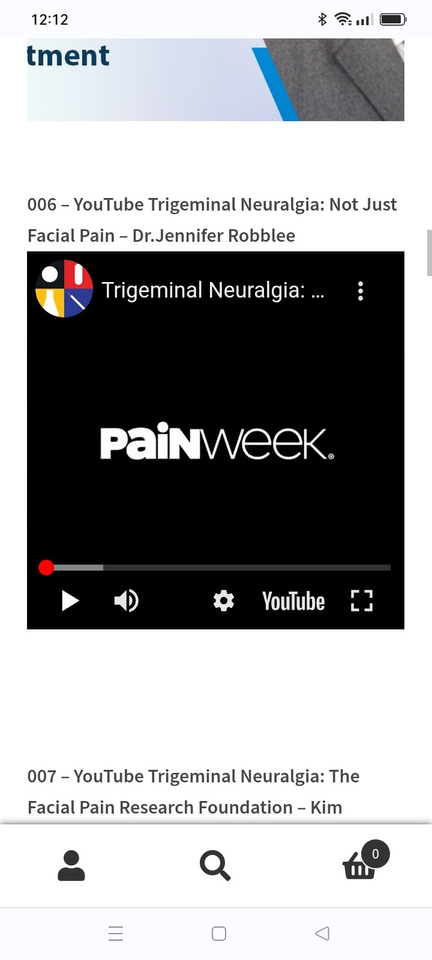 12:12
tment
006 – YouTube Trigeminal Neuralgia: Not Just
Facial Pain – Dr.Jennifer Robblee
Trigeminal Neuralgia: ...
PAiNWEEK®
YouTube
007 – YouTube Trigeminal Neuralgia: The
Facial Pain Research Foundation – Kim
0